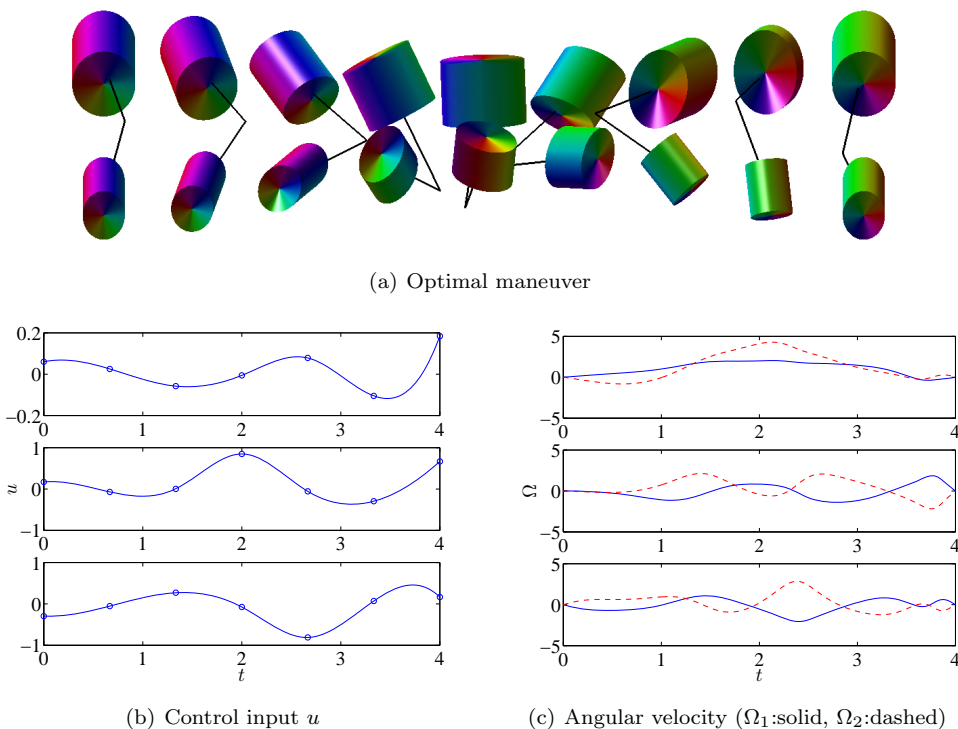 (a) Optimal maneuver
0.2
0
−0.2
0 1 2 3 4
1
0
−1
u
0 1 2 3 4
1
0
−1
0 1 2 3 4
t
(b) Control input u
5
0
−5
0 1 2 3 4
5
0
−5
Ω
0 1 2 3 4
5
0
−5
0 1 2 3 4
t
(c) Angular velocity (Ω₁:solid, Ω₂:dashed)